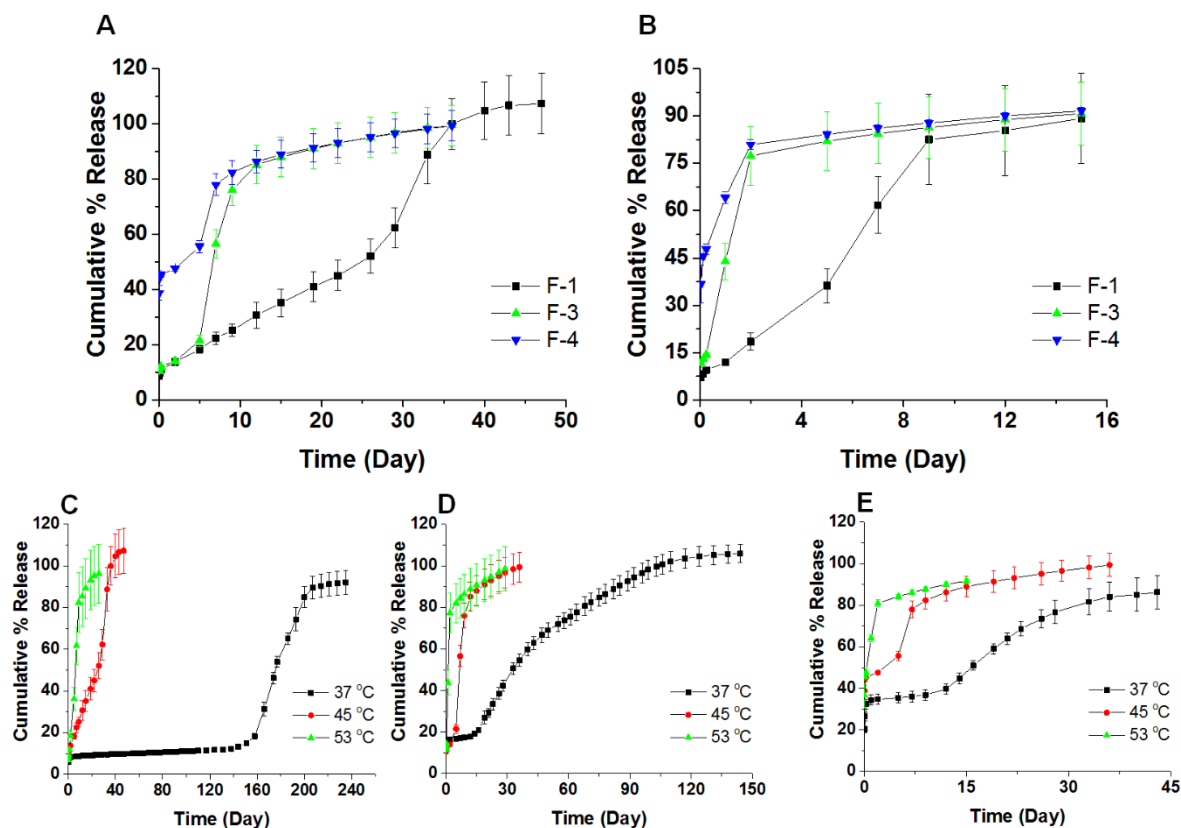 A
Cumulative % Release
120
100
80
60
40
20
0
0
10
20
30
40
50
Time (Day)
F-1
F-3
F-4
B
Cumulative % Release
105
90
75
60
45
30
15
0
0
4
8
12
16
Time (Day)
F-1
F-3
F-4
C
Cumulative % Release
120
100
80
60
40
20
0
0
40
80
120
160
200
240
Time (Day)
37 °C
45 °C
53 °C
D
Cumulative % Release
120
100
80
60
40
20
0
0
30
60
90
120
150
Time (Day)
37 °C
45 °C
53 °C
E
Cumulative % Release
120
100
80
60
40
20
0
0
15
30
45
Time (Day)
37 °C
45 °C
53 °C